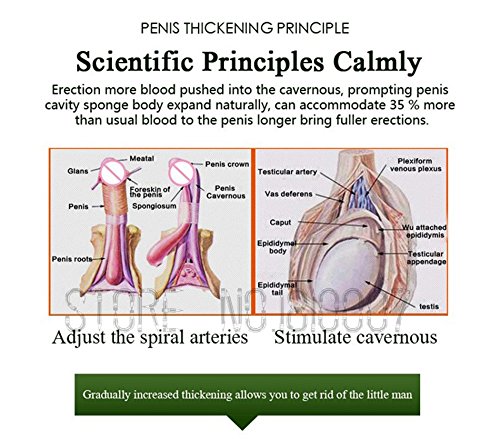 PENIS THICKENING PRINCIPLE
Scientific Principles Calmly
Erection more blood pushed into the cavernous, prompting penis
cavity sponge body expand naturally, can accommodate 35 % more
than usual blood to the penis longer bring fuller erections.
Meatal
Glans
Penis crown
Foreskin of
the penis
Penis
Cavernous
Spongiosum
Penis
Penis roots
Testicular artery
Plexiform
venous plexus
Vas deferens
Caput
Wu attached
epididymis
Epididymal
body
Testicular
appendage
Epididymal
tail
testis
Adjust the spiral arteries
Stimulate cavernous
Gradually increased thickening allows you to get rid of the little man